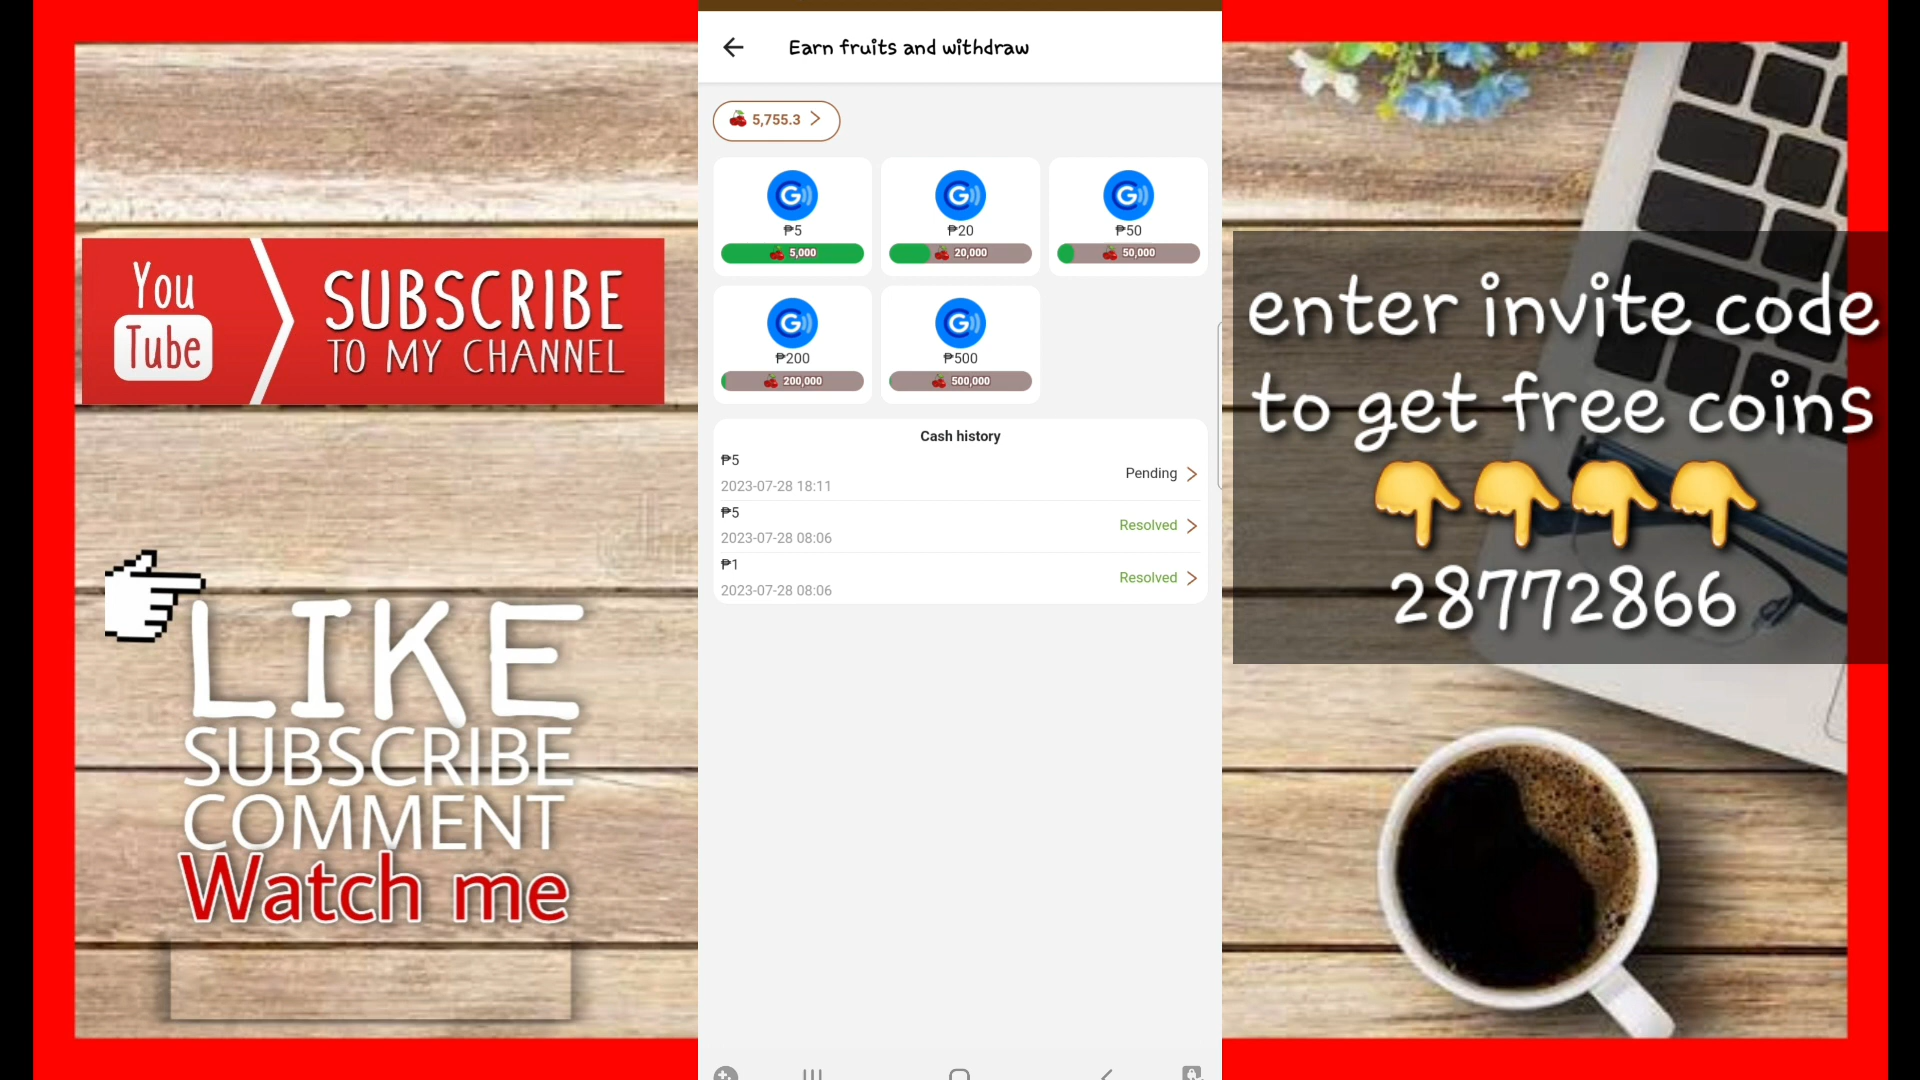 You
Tube
SUBSCRIBE
TO MY CHANNEL
LIKE
SUBSCRIBE
COMMENT
Watch me
Earn fruits and withdraw
5,755.3
₱5
5,000
₱20
20,000
₱50
50,000
₱200
200,000
₱500
500,000
Cash history
₱5
2023-07-28 18:11
Pending
₱5
2023-07-28 08:06
Resolved
₱1
2023-07-28 08:06
Resolved
enter invite code
to get free coins
👇👇👇👇
28772866